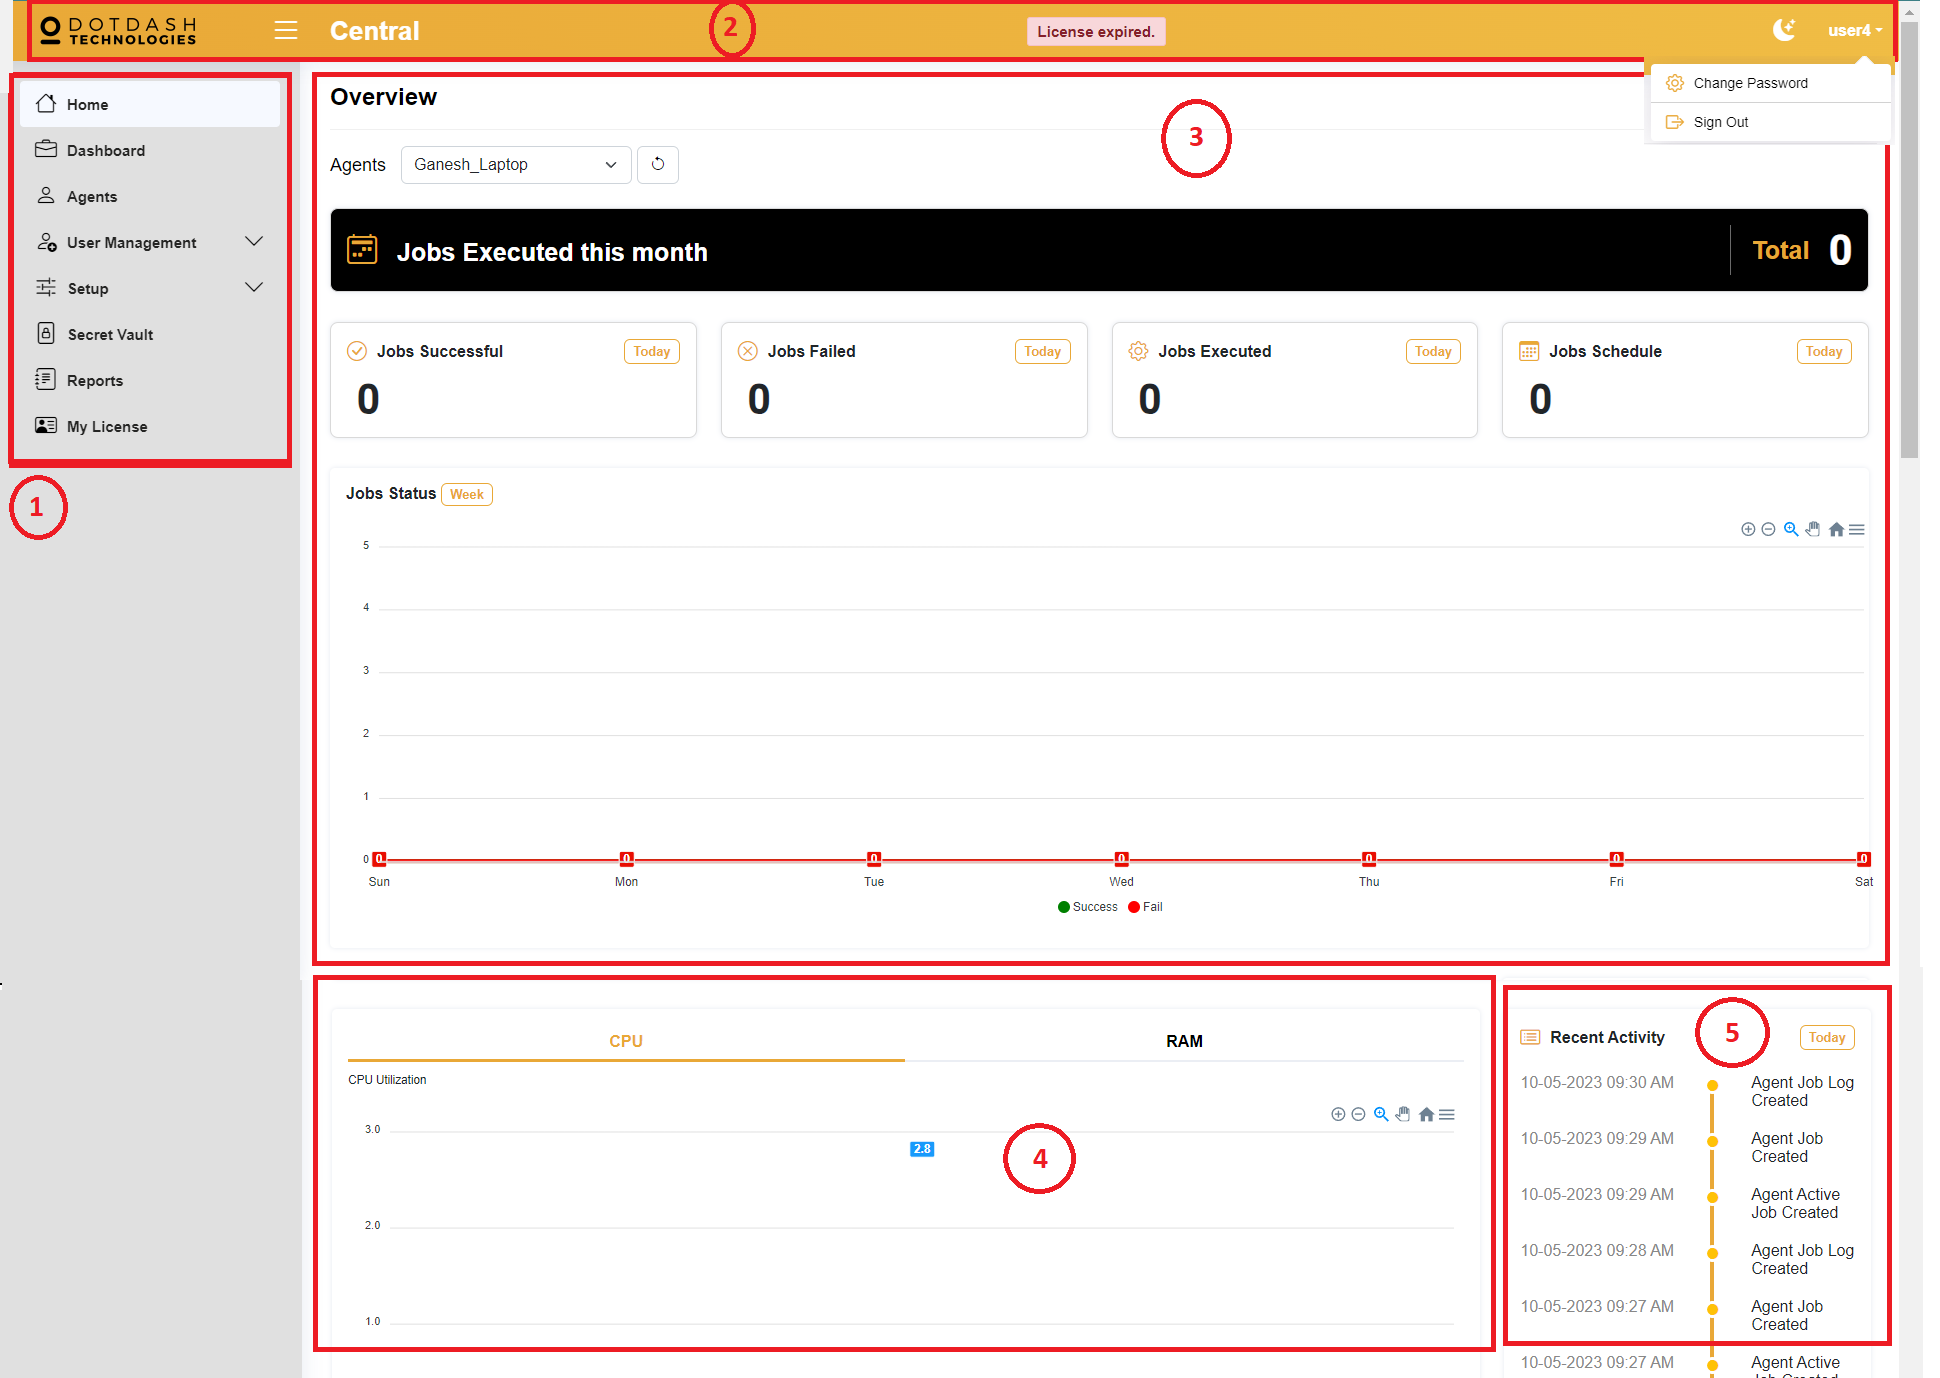 DOTDASH
TECHNOLOGIES
Central
2
License expired.
user4
Change Password
Sign Out
Home
Dashboard
Agents
User Management
Setup
Secret Vault
Reports
My License
1
Overview
3
Agents
Ganesh_Laptop
Jobs Executed this month
Total 0
Jobs Successful Today
0
Jobs Failed Today
0
Jobs Executed Today
0
Jobs Schedule Today
0
Jobs Status Week
5
4
3
2
1
0
0 0 0 0 0 0 0
Sun Mon Tue Wed Thu Fri Sat
Success Fail
CPU RAM
CPU Utilization
3.0
2.8
4
2.0
1.0
Recent Activity
5
Today
10-05-2023 09:30 AM
Agent Job Log
Created
10-05-2023 09:29 AM
Agent Job
Created
10-05-2023 09:29 AM
Agent Active
Job Created
10-05-2023 09:28 AM
Agent Job Log
Created
10-05-2023 09:27 AM
Agent Job
Created
10-05-2023 09:27 AM
Agent Active